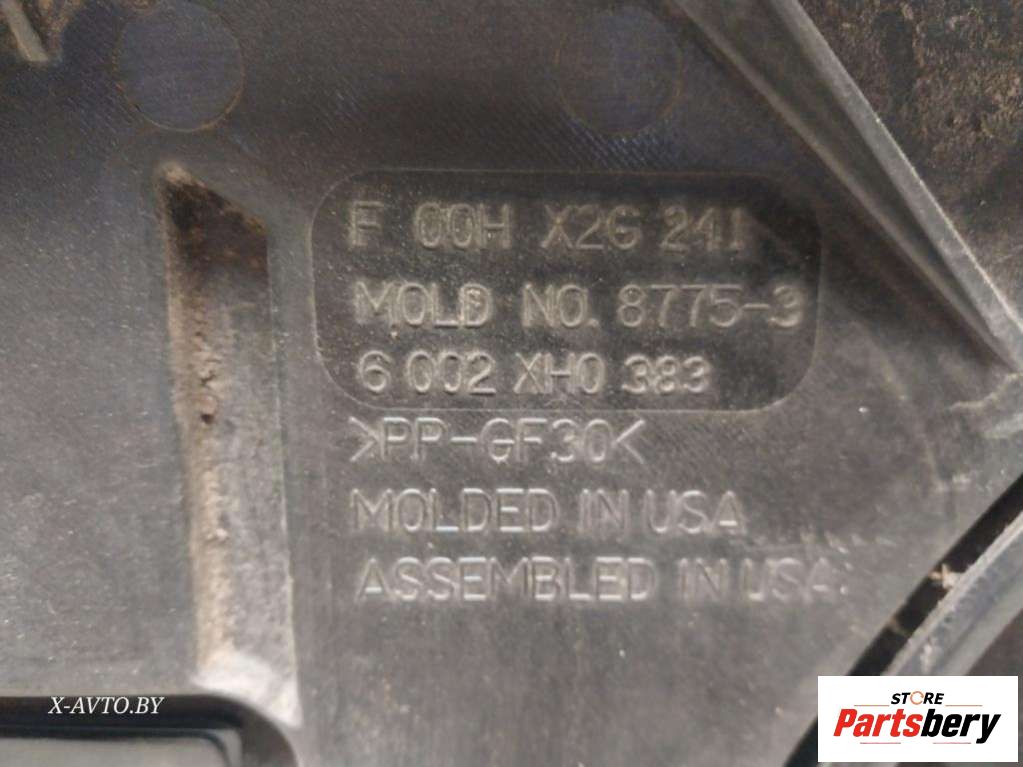 F 00H X2G 241
MOLD NO. 8775-3
6 002 XH0 383
>PP-GF30<
MOLDED IN USA
ASSEMBLED IN USA
X-AVTO.BY
STORE
Partsbery